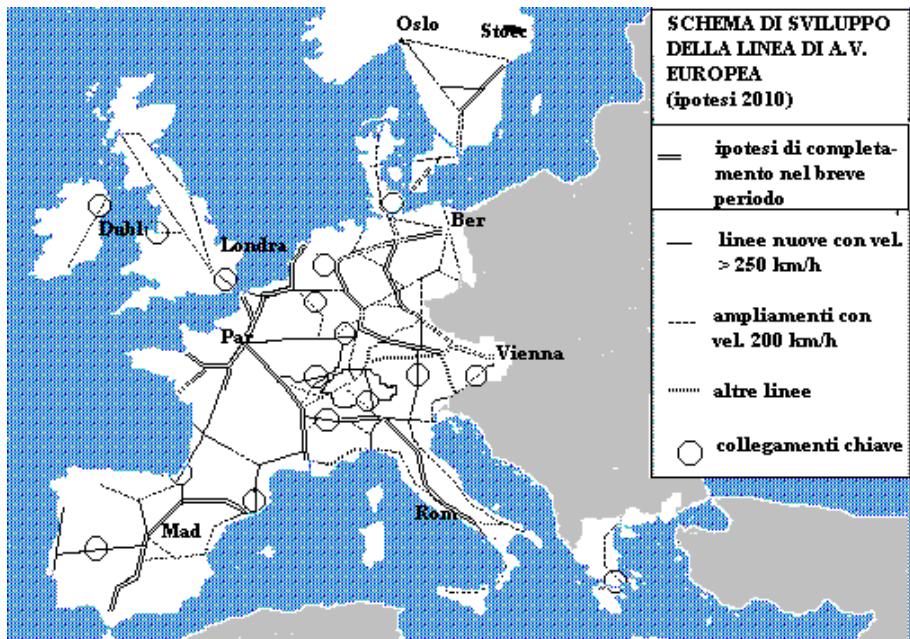 Oslo
Stocc
Dubl
Londra
Ber
Par
Vienna
Mad
Rom
SCHEMA DI SVILUPPO
DELLA LINEA DI A.V.
EUROPEA
(ipotesi 2010)
ipotesi di completa-
mento nel breve
periodo
linee nuove con vel.
> 250 km/h
ampliamenti con
vel. 200 km/h
altre linee
collegamenti chiave